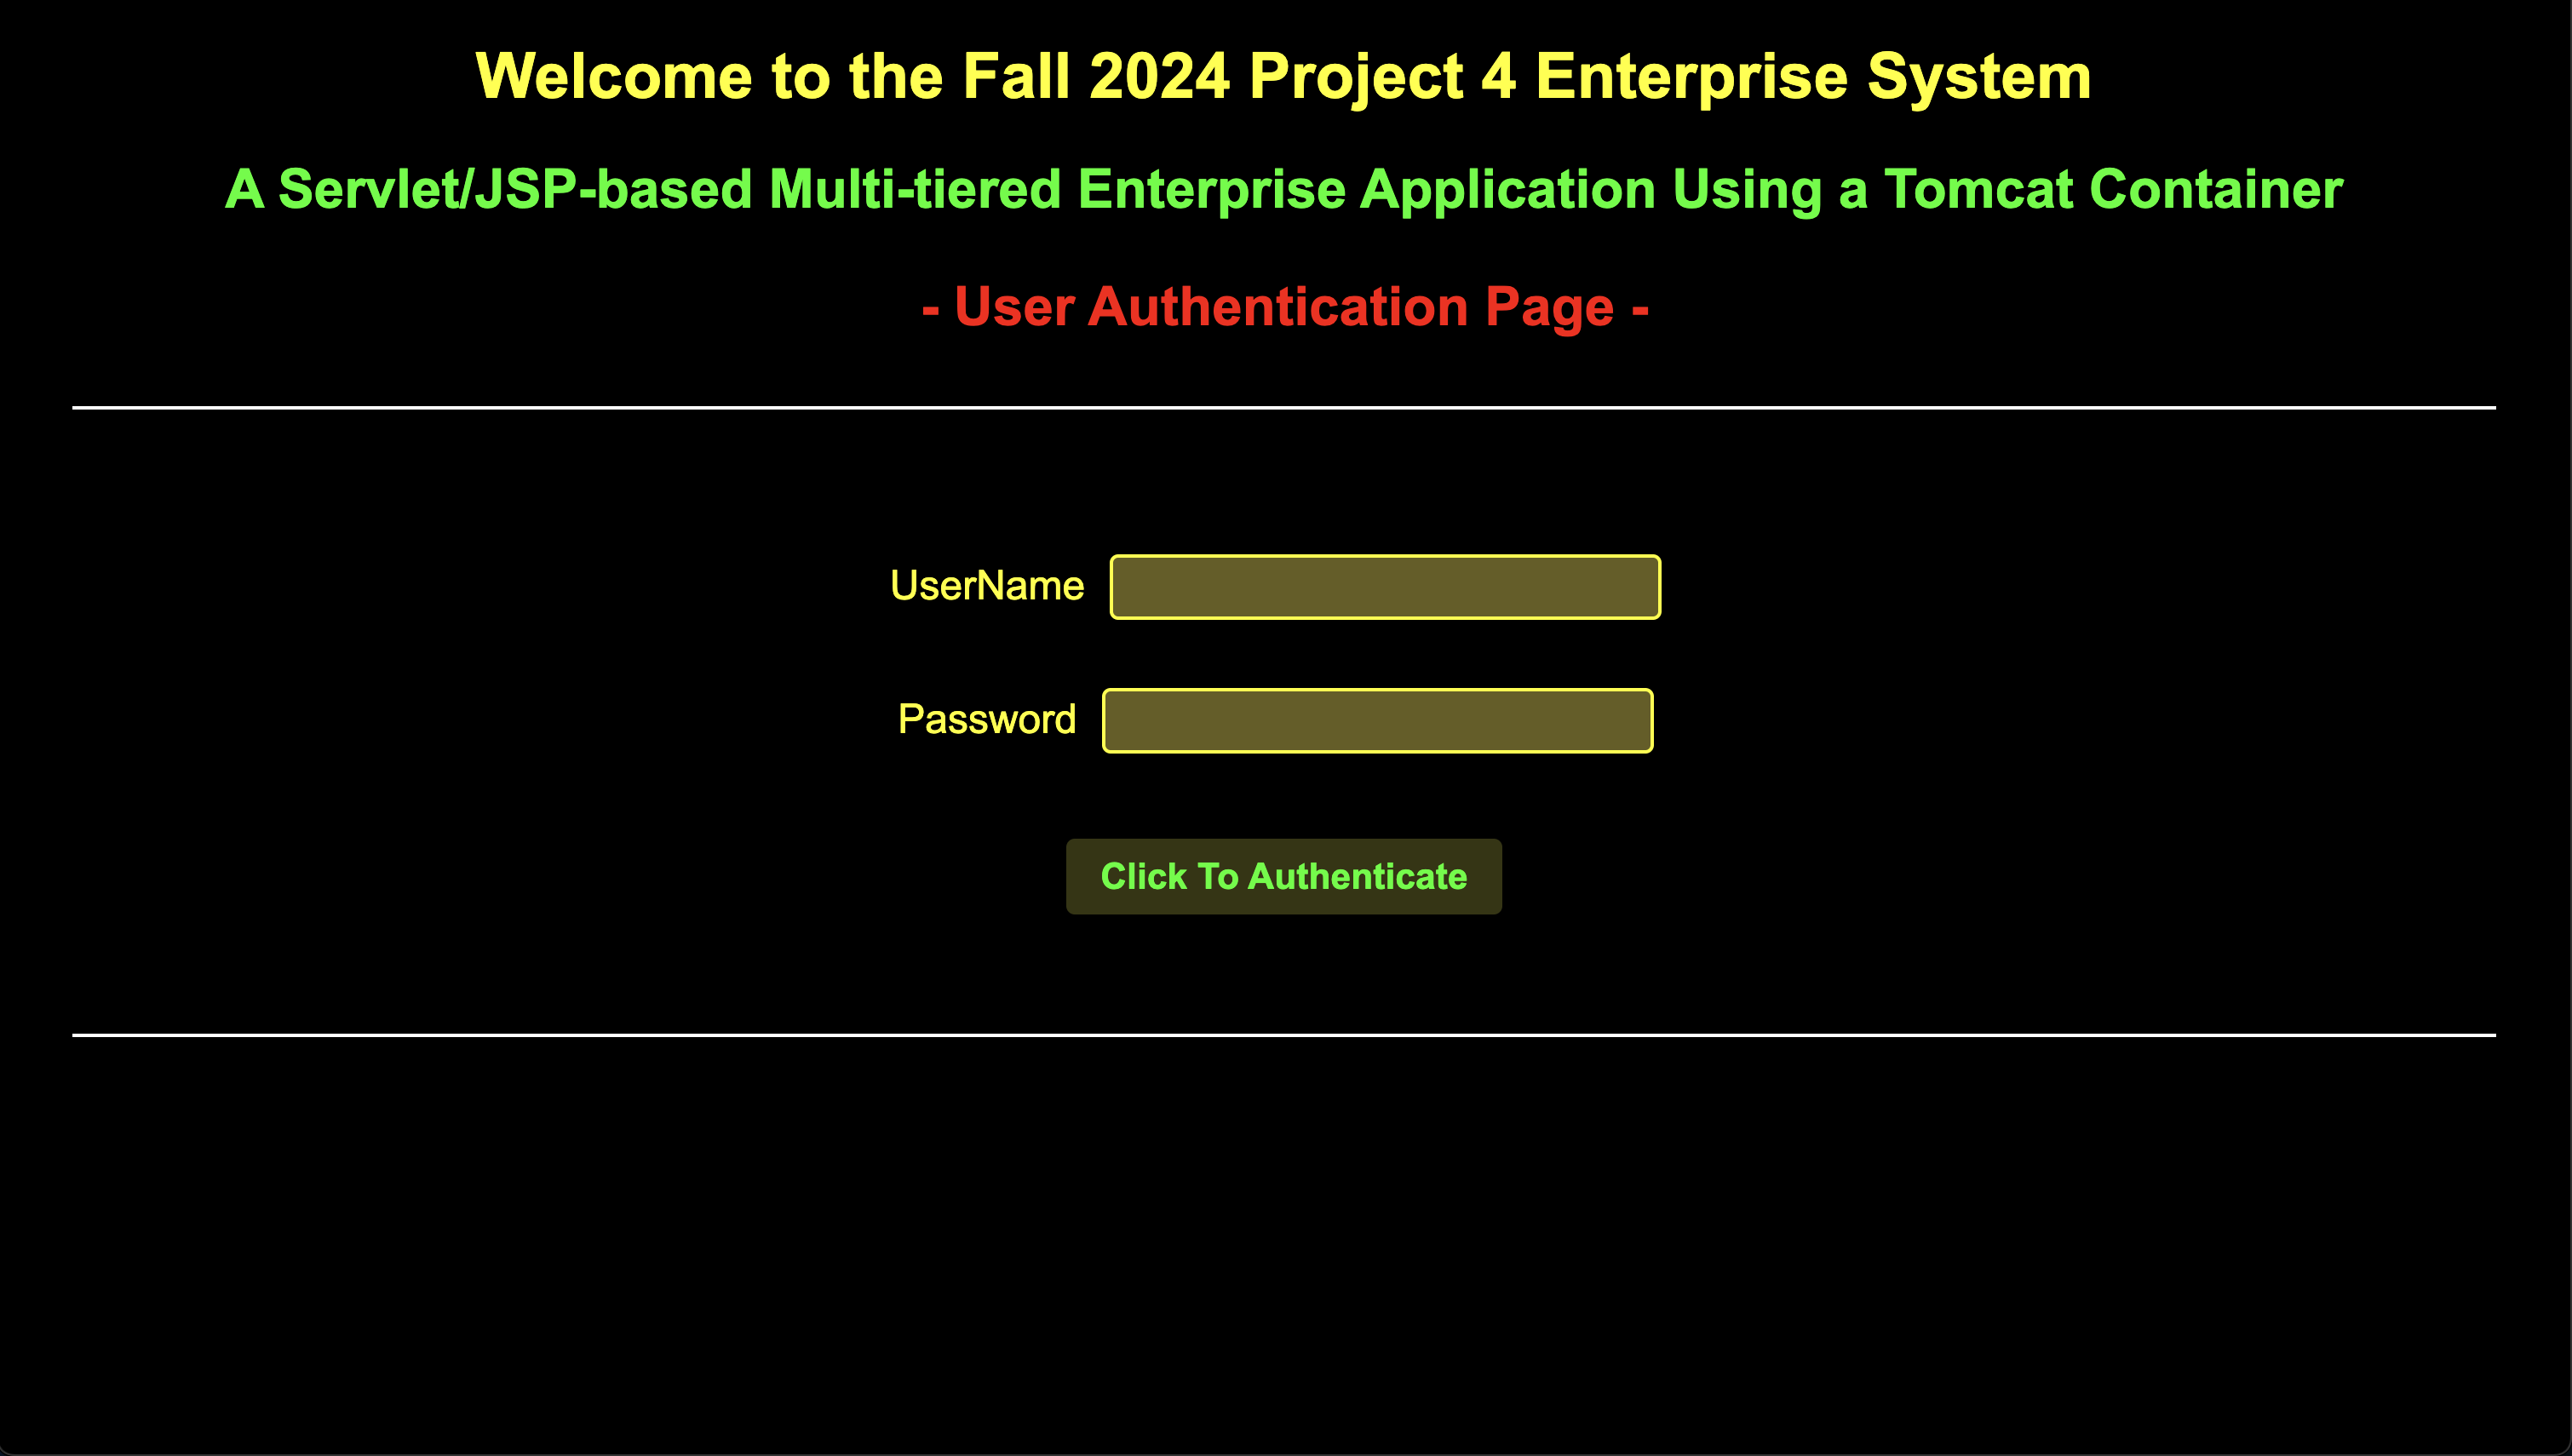 Welcome to the Fall 2024 Project 4 Enterprise System
A Servlet/JSP-based Multi-tiered Enterprise Application Using a Tomcat Container
- User Authentication Page -
UserName
Password
Click To Authenticate